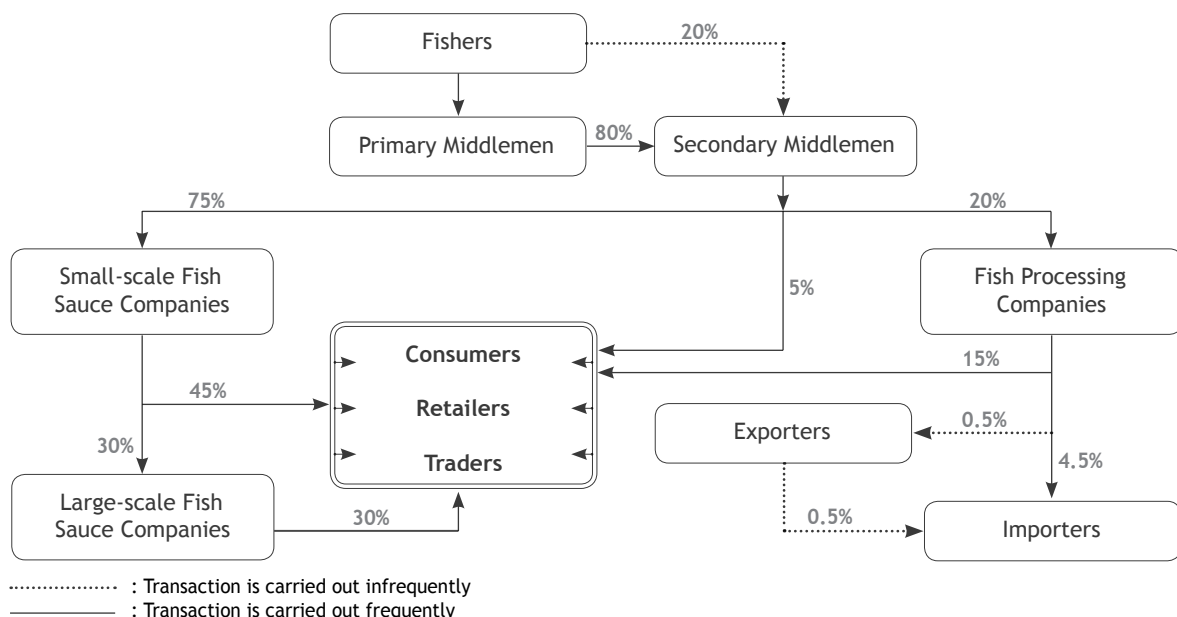 Fishers
20%
Primary Middlemen
80%
Secondary Middlemen
75%
20%
Small-scale Fish
Sauce Companies
5%
Fish Processing
Companies
Consumers
Retailers
Traders
15%
45%
Exporters
0.5%
30%
4.5%
Large-scale Fish
Sauce Companies
30%
0.5%
Importers
: Transaction is carried out infrequently
: Transaction is carried out frequently